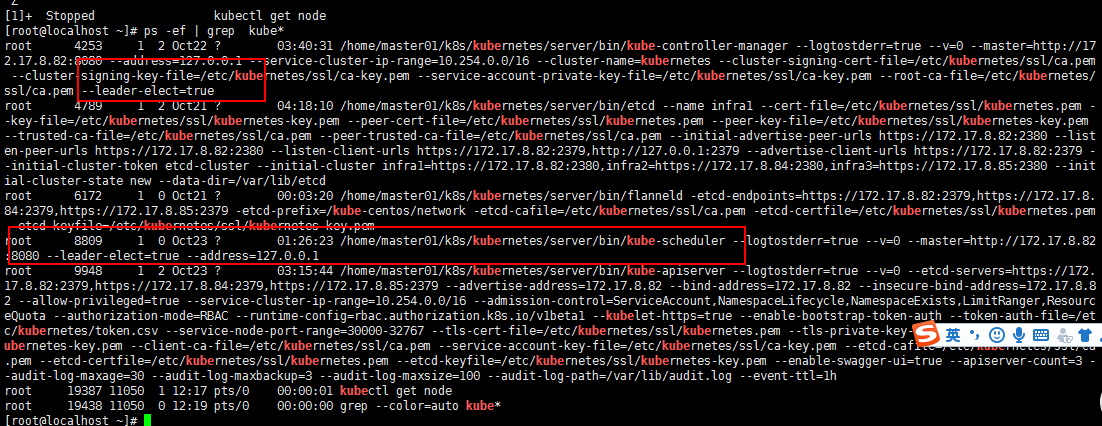 Z
[1]+  Stopped                 kubectl get node
[root@localhost ~]# ps -ef | grep  kube*
root      4253     1  2 Oct22 ?        03:40:31 /home/master01/k8s/kubernetes/server/bin/kube-controller-manager --logtostderr=true --v=0 --master=http://17
2.17.8.82:8080 --address=127.0.0.1 --service-cluster-ip-range=10.254.0.0/16 --cluster-name=kubernetes --cluster-signing-cert-file=/etc/kubernetes/ssl/ca.pem
 --cluster-signing-key-file=/etc/kubernetes/ssl/ca-key.pem --service-account-private-key-file=/etc/kubernetes/ssl/ca-key.pem --root-ca-file=/etc/kubernetes/
ssl/ca.pem --leader-elect=true
root      4789     1  2 Oct21 ?        04:18:10 /home/master01/k8s/kubernetes/server/bin/etcd --name infra1 --cert-file=/etc/kubernetes/ssl/kubernetes.pem -
-key-file=/etc/kubernetes/ssl/kubernetes-key.pem --peer-cert-file=/etc/kubernetes/ssl/kubernetes.pem --peer-key-file=/etc/kubernetes/ssl/kubernetes-key.pem
--trusted-ca-file=/etc/kubernetes/ssl/ca.pem --peer-trusted-ca-file=/etc/kubernetes/ssl/ca.pem --initial-advertise-peer-urls https://172.17.8.82:2380 --list
en-peer-urls https://172.17.8.82:2380 --listen-client-urls https://172.17.8.82:2379,http://127.0.0.1:2379 --advertise-client-urls https://172.17.8.82:2379 -
-initial-cluster-token etcd-cluster --initial-cluster infra1=https://172.17.8.82:2380,infra2=https://172.17.8.84:2380,infra3=https://172.17.8.85:2380 --init
ial-cluster-state new --data-dir=/var/lib/etcd
root      6172     1  0 Oct21 ?        00:03:20 /home/master01/k8s/kubernetes/server/bin/flanneld -etcd-endpoints=https://172.17.8.82:2379,https://172.17.8.
84:2379,https://172.17.8.85:2379 -etcd-prefix=/kube-centos/network -etcd-cafile=/etc/kubernetes/ssl/ca.pem -etcd-certfile=/etc/kubernetes/ssl/kubernetes.pem
 -etcd-keyfile=/etc/kubernetes/ssl/kubernetes-key.pem
root      8809     1  0 Oct23 ?        01:26:23 /home/master01/k8s/kubernetes/server/bin/kube-scheduler --logtostderr=true --v=0 --master=http://172.17.8.82
:8080 --leader-elect=true --address=127.0.0.1
root      9948     1  2 Oct23 ?        03:15:44 /home/master01/k8s/kubernetes/server/bin/kube-apiserver --logtostderr=true --v=0 --etcd-servers=https://172.
17.8.82:2379,https://172.17.8.84:2379,https://172.17.8.85:2379 --advertise-address=172.17.8.82 --bind-address=172.17.8.82 --insecure-bind-address=172.17.8.8
2 --allow-privileged=true --service-cluster-ip-range=10.254.0.0/16 --admission-control=ServiceAccount,NamespaceLifecycle,NamespaceExists,LimitRanger,Resourc
eQuota --authorization-mode=RBAC --runtime-config=rbac.authorization.k8s.io/v1beta1 --kubelet-https=true --enable-bootstrap-token-auth --token-auth-file=/et
c/kubernetes/token.csv --service-node-port-range=30000-32767 --tls-cert-file=/etc/kubernetes/ssl/kubernetes.pem --tls-private-key-
ubernetes-key.pem --client-ca-file=/etc/kubernetes/ssl/ca.pem --service-account-key-file=/etc/kubernetes/ssl/ca-key.pem --etcd-cafile=/etc/kubernetes/ssl/ca
.pem --etcd-certfile=/etc/kubernetes/ssl/kubernetes.pem --etcd-keyfile=/etc/kubernetes/ssl/kubernetes-key.pem --enable-swagger-ui=true --apiserver-count=3 -
-audit-log-maxage=30 --audit-log-maxbackup=3 --audit-log-maxsize=100 --audit-log-path=/var/lib/audit.log --event-ttl=1h
root     19387 11050  1 12:17 pts/0    00:00:01 kubectl get node
root     19438 11050  0 12:19 pts/0    00:00:00 grep --color=auto kube*
[root@localhost ~]#
S 英